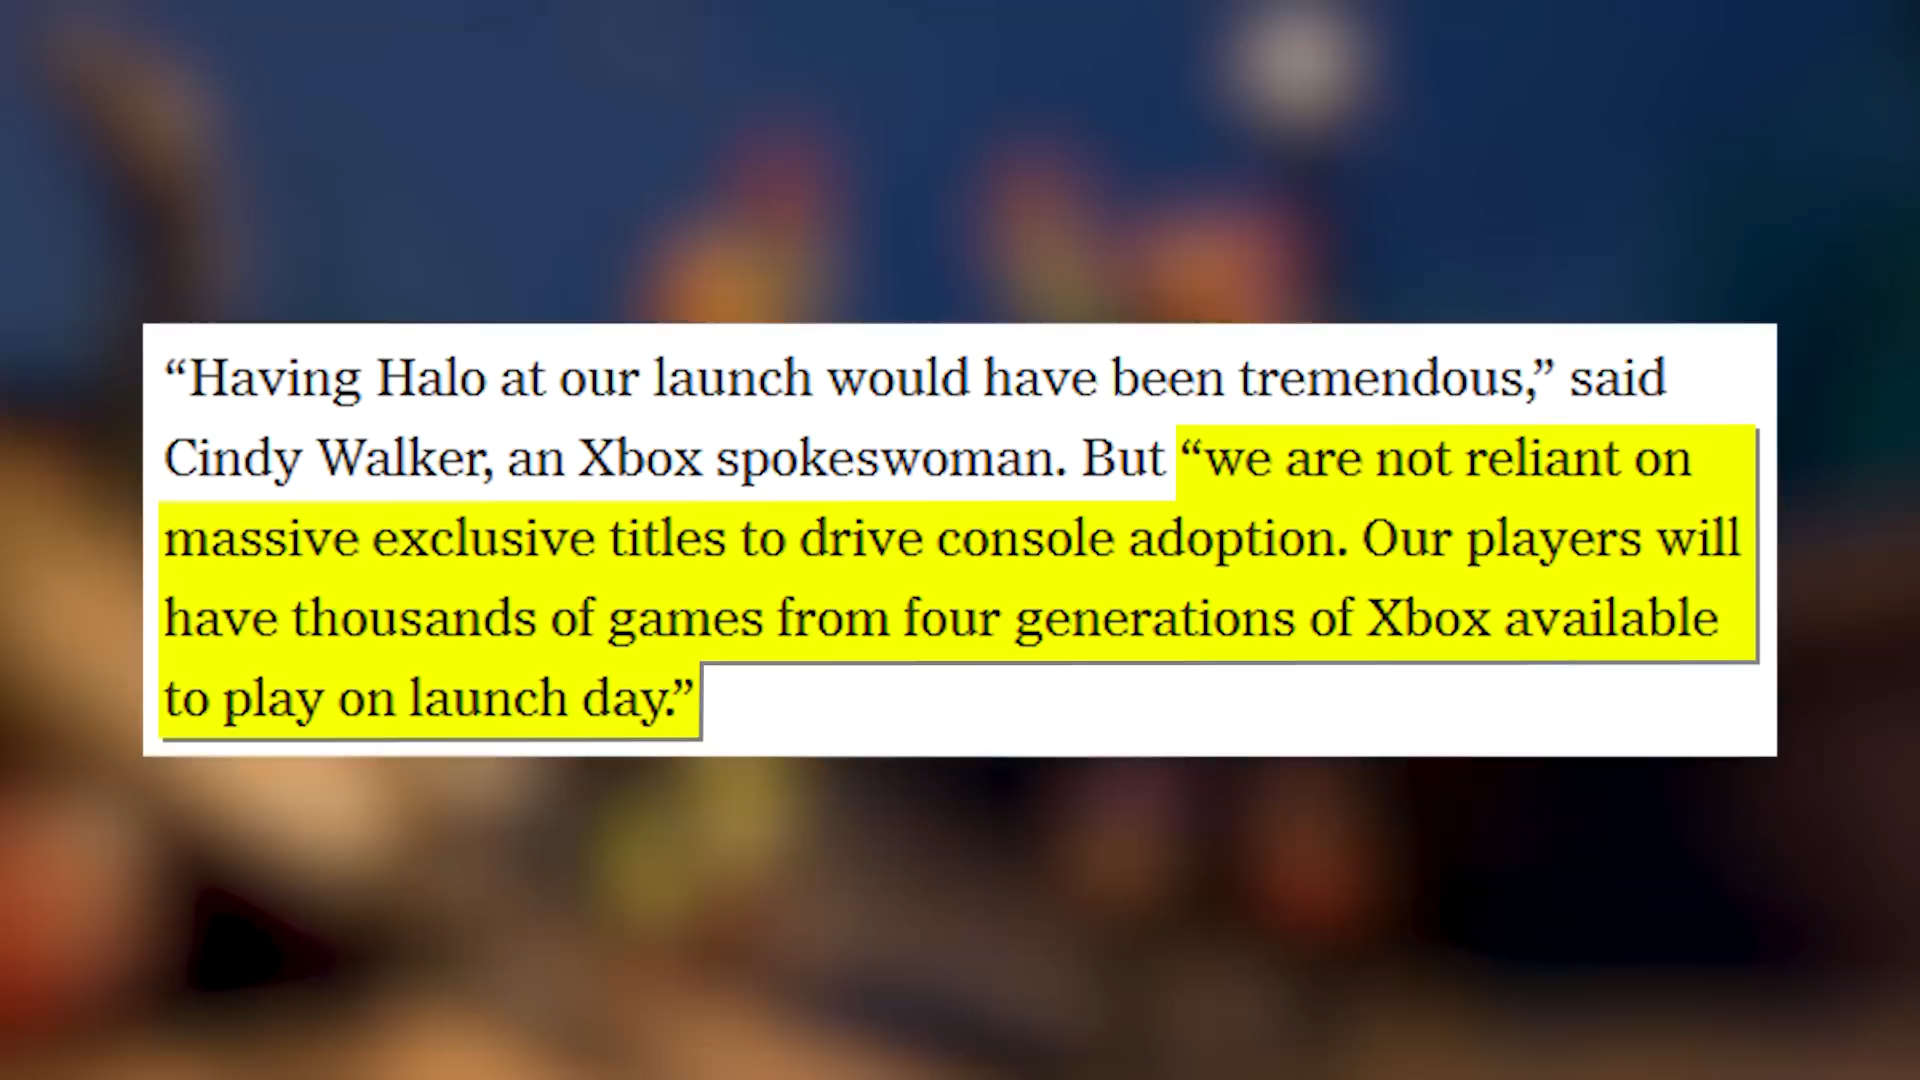 “Having Halo at our launch would have been tremendous,” said
Cindy Walker, an Xbox spokeswoman. But “we are not reliant on
massive exclusive titles to drive console adoption. Our players will
have thousands of games from four generations of Xbox available
to play on launch day.”